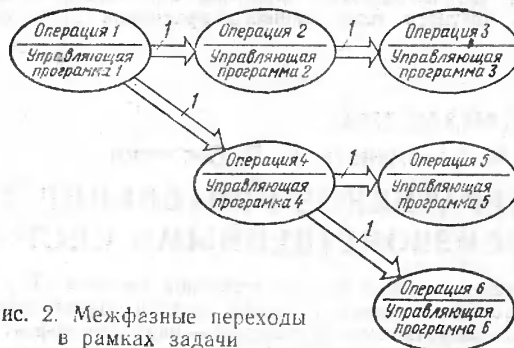 Операция 1
Управляющая
программа 1
1
Операция 2
Управляющая
программа 2
1
Операция 3
Управляющая
программа 3
1
Операция 4
Управляющая
программа 4
1
Операция 5
Управляющая
программа 5
1
Операция 6
Управляющая
программа 6
ис. 2. Межфазные переходы
в рамках задачи